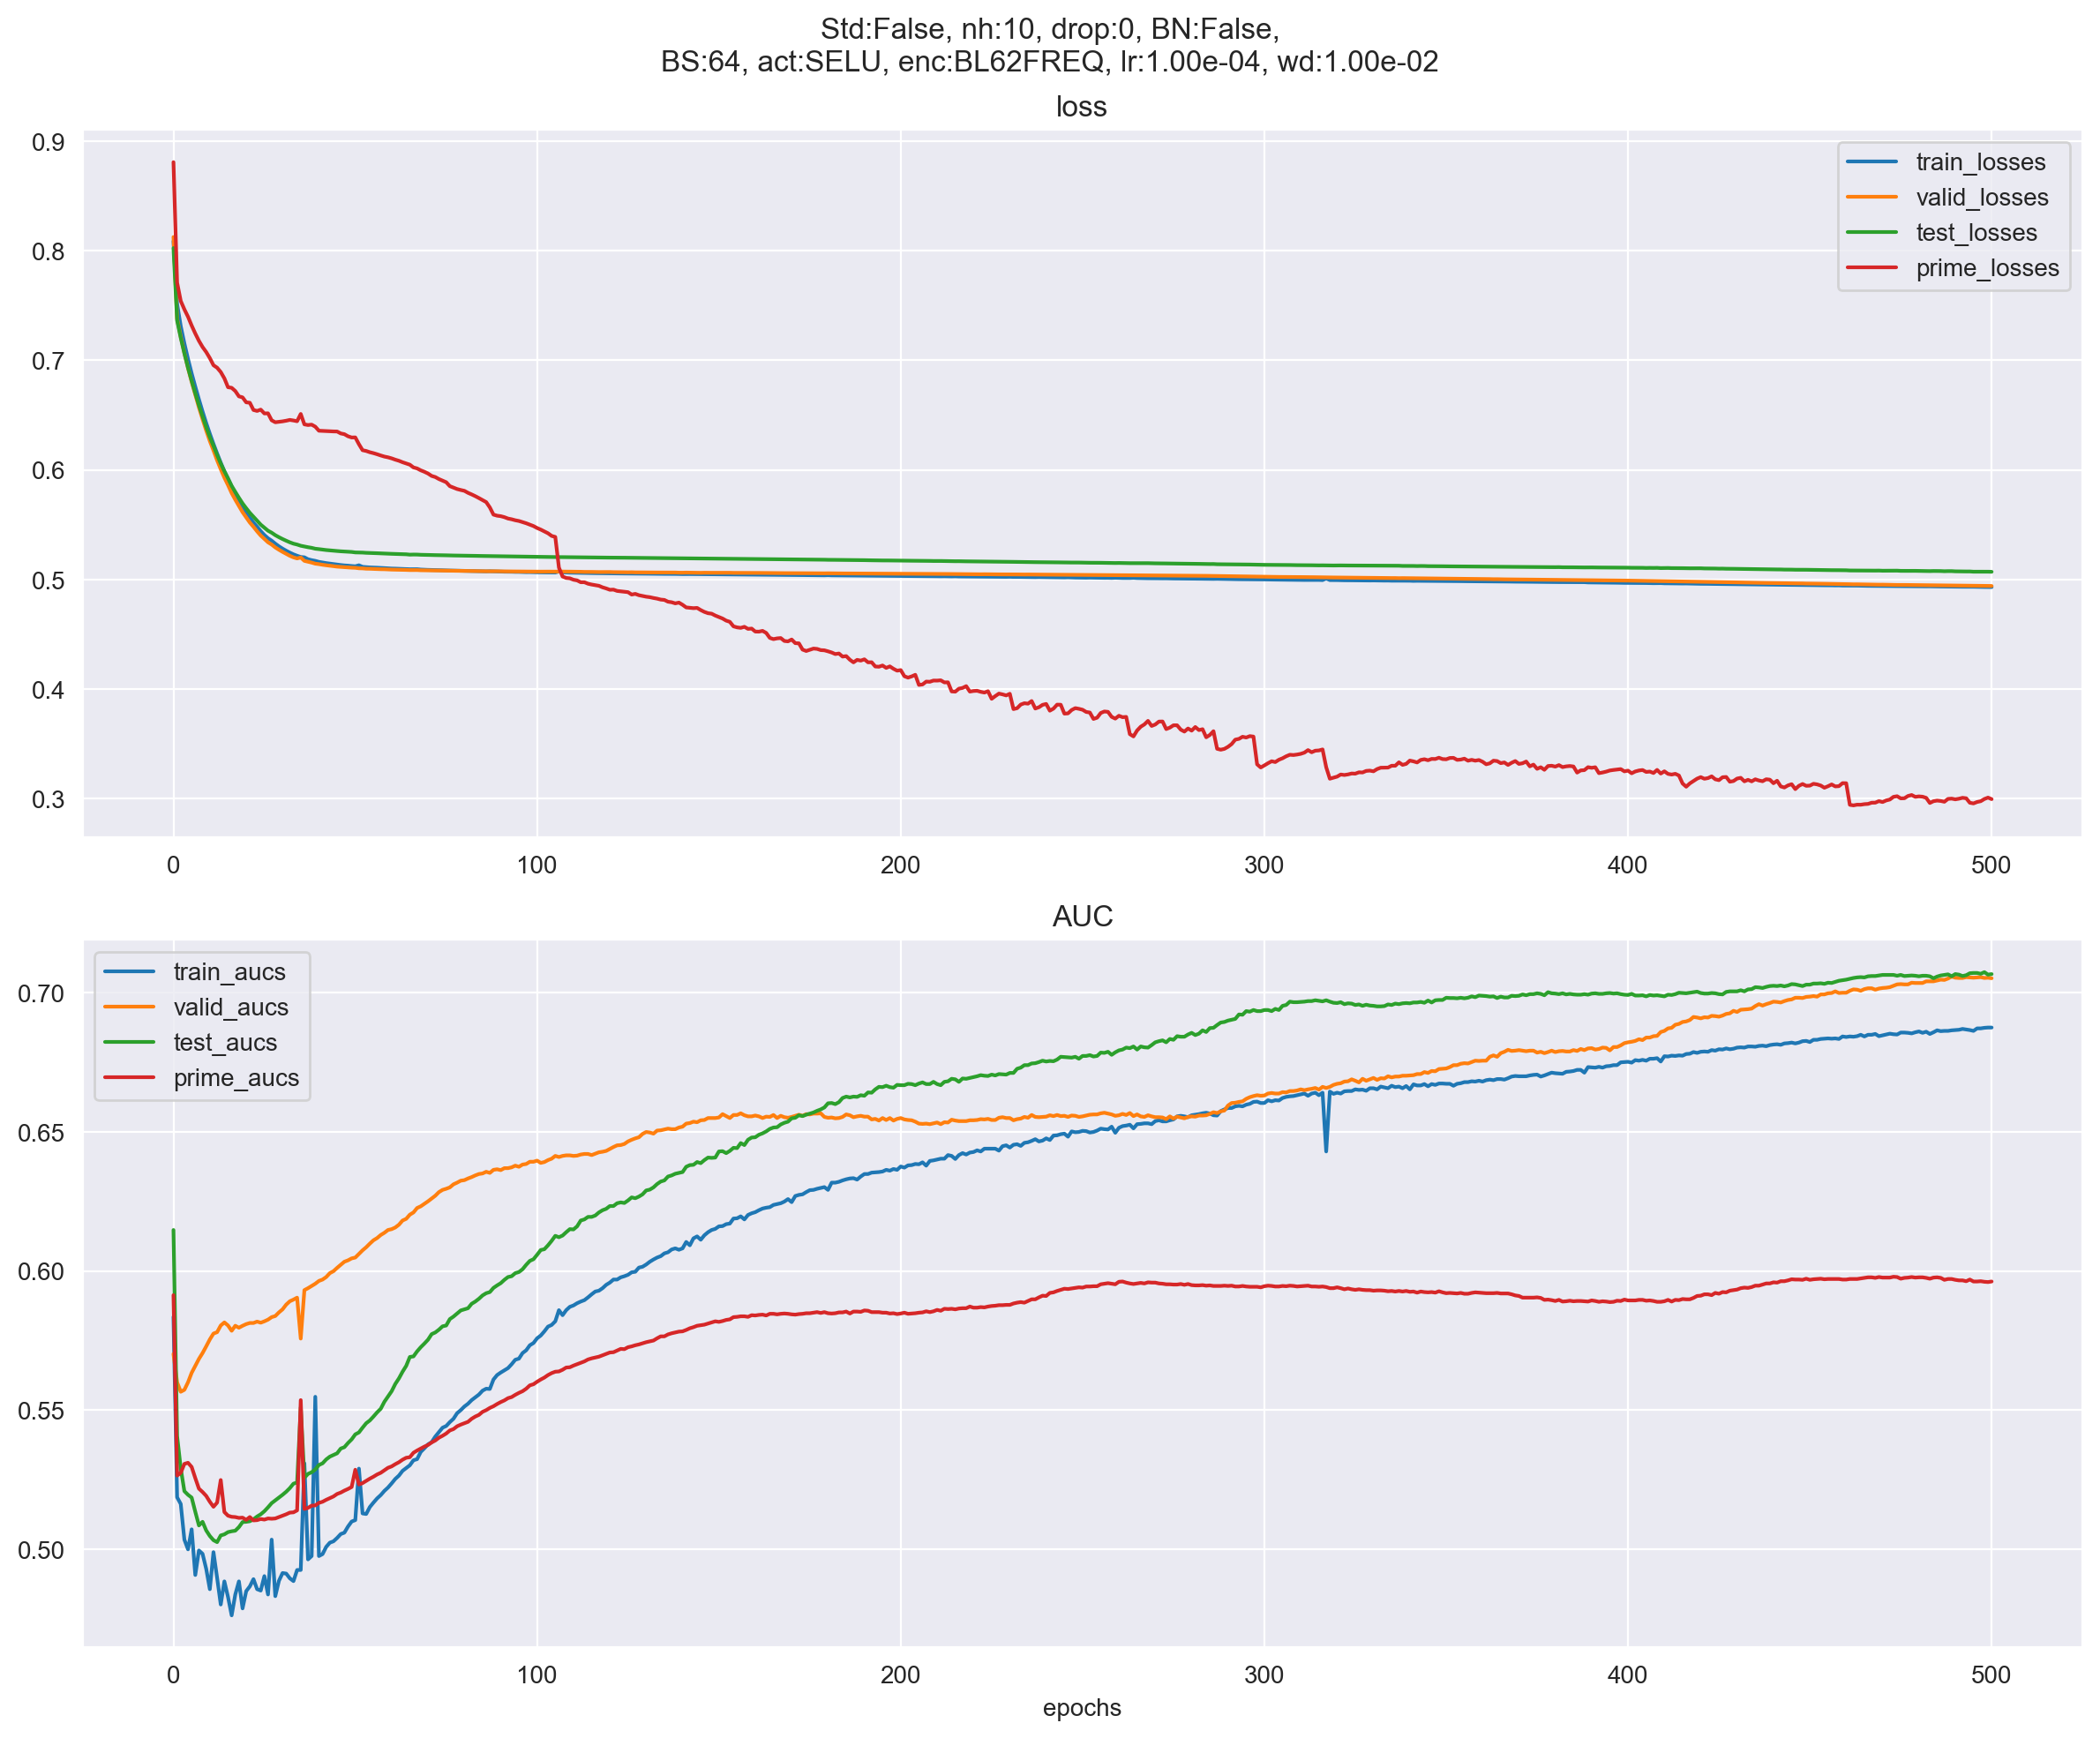 Std:False, nh:10, drop:0, BN:False,
BS:64, act:SELU, enc:BL62FREQ, lr:1.00e-04, wd:1.00e-02
loss
0.9
0.8
0.7
0.6
0.5
0.4
0.3
train_losses
valid_losses
test_losses
prime_losses
0 100 200 300 400 500
AUC
train_aucs
valid_aucs
test_aucs
prime_aucs
0.70
0.65
0.60
0.55
0.50
0 100 200 300 400 500
epochs